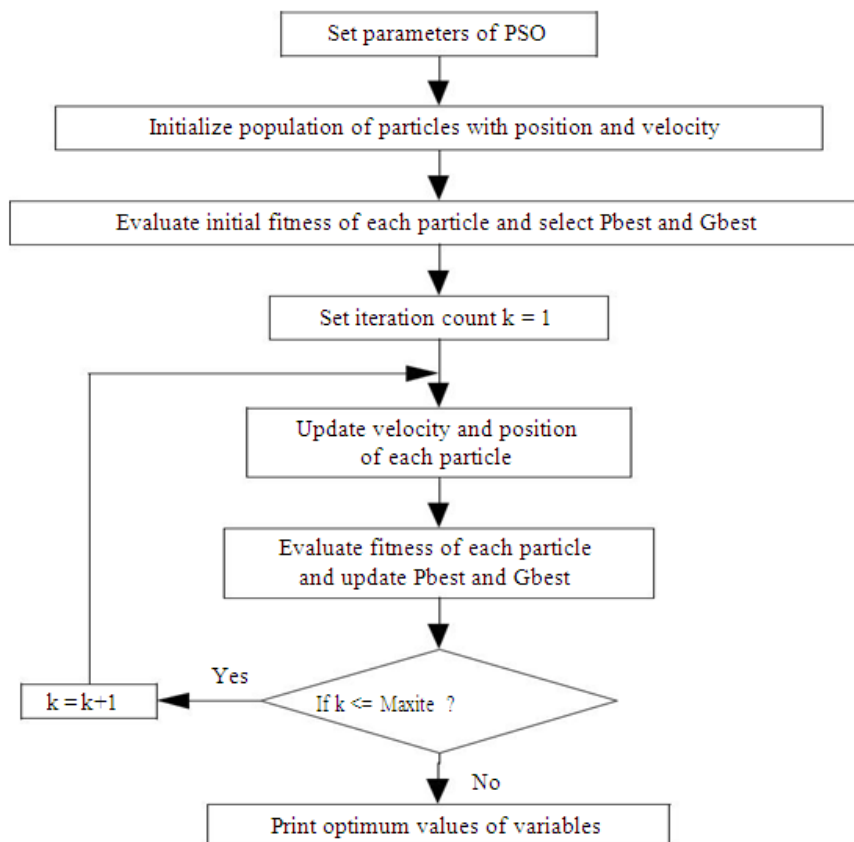 Set parameters of PSO
Initialize population of particles with position and velocity
Evaluate initial fitness of each particle and select Pbest and Gbest
Set iteration count k = 1
Update velocity and position
of each particle
Evaluate fitness of each particle
and update Pbest and Gbest
Yes
k = k+1
If k <= Maxite ?
No
Print optimum values of variables